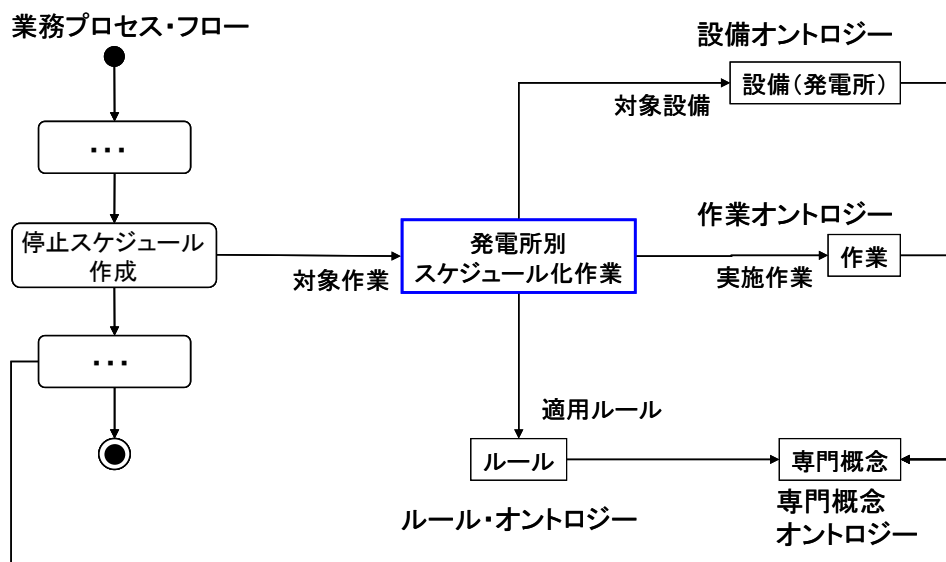 業務プロセス・フロー
・・・
停止スケジュール
作成
・・・
対象作業
発電所別
スケジュール化作業
設備オントロジー
設備(発電所)
対象設備
作業オントロジー
作業
実施作業
適用ルール
ルール
ルール・オントロジー
専門概念
専門概念
オントロジー